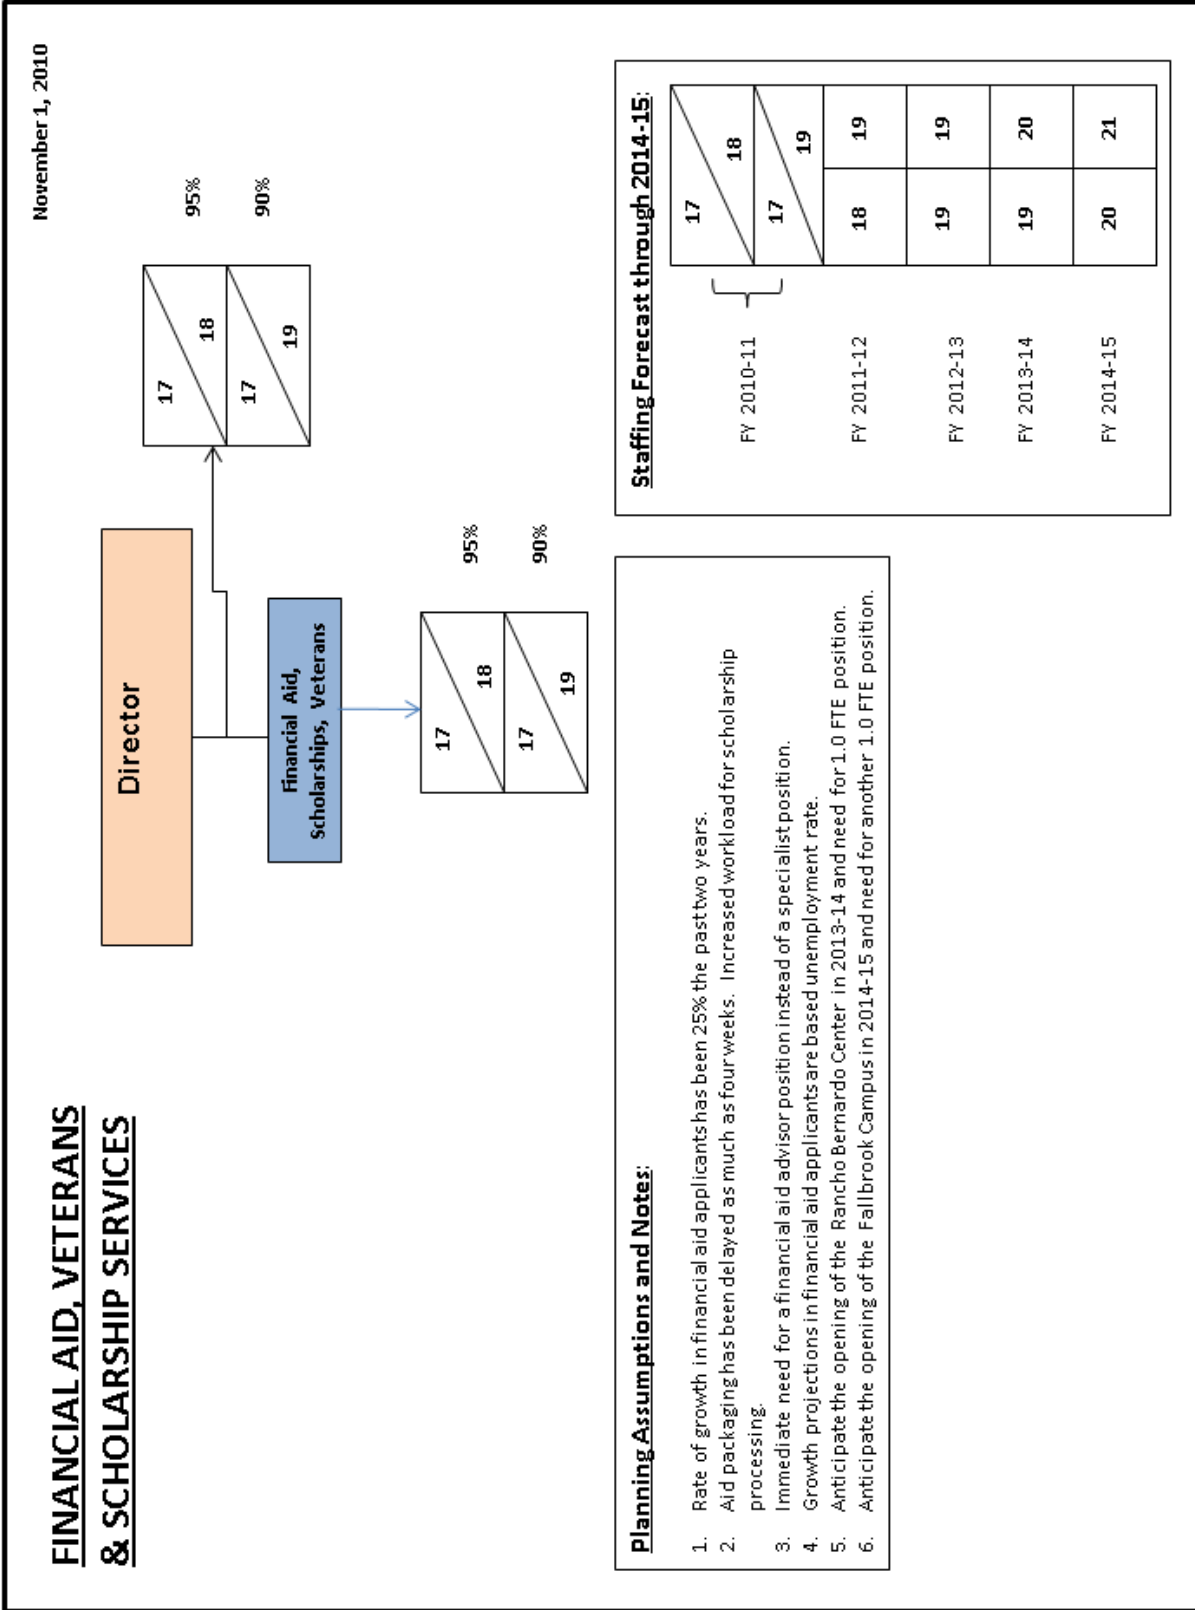 November 1, 2010
FINANCIAL AID, VETERANS
& SCHOLARSHIP SERVICES
Director
17
18
95%
17
19
90%
Financial Aid,
Scholarships, Veterans
17
18
95%
17
19
90%
Planning Assumptions and Notes:
1. Rate of growth in financial aid applicants has been 25% the past two years.
2. Aid packaging has been delayed as much as four weeks. Increased workload for scholarship
processing.
3. Immediate need for a financial aid advisor position instead of a specialist position.
4. Growth projections in financial aid applicants are based unemployment rate.
5. Anticipate the opening of the Rancho Bernardo Center in 2013-14 and need for 1.0 FTE position.
6. Anticipate the opening of the Fallbrook Campus in 2014-15 and need for another 1.0 FTE position.
Staffing Forecast through 2014-15:
17
18
FY 2010-11
17
19
FY 2011-12 18 19
FY 2012-13 19 19
FY 2013-14 19 20
FY 2014-15 20 21